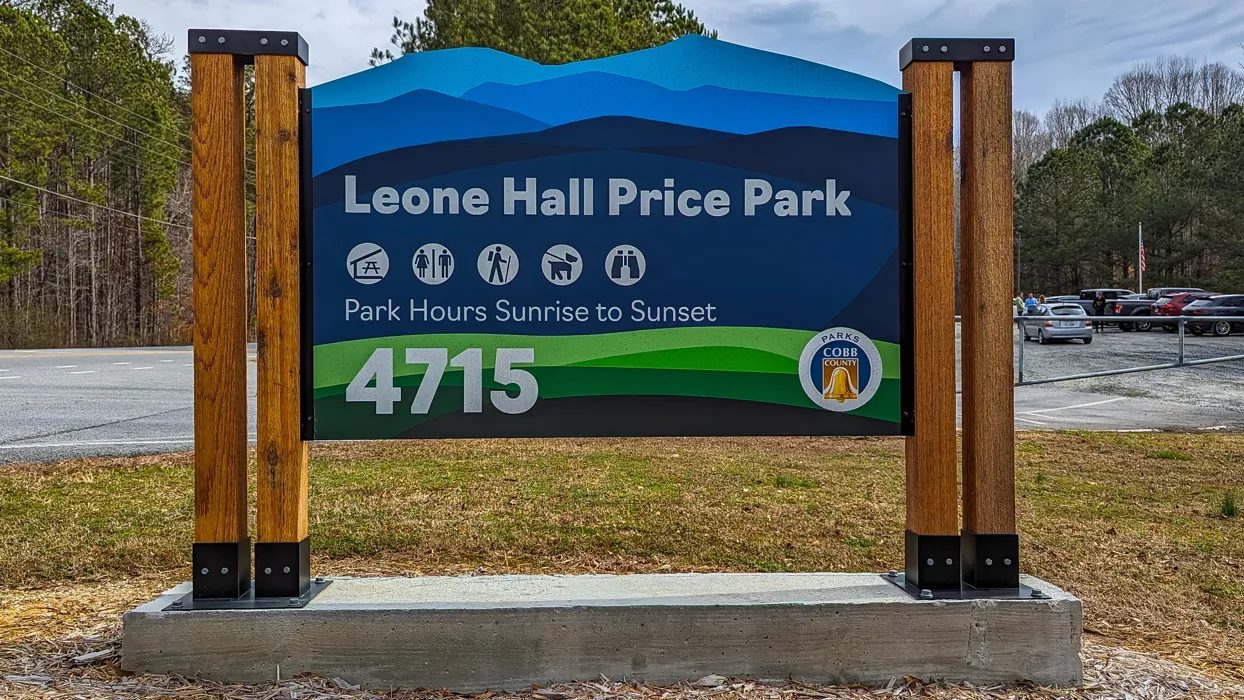 Leone Hall Price Park
Park Hours Sunrise to Sunset
4715
PARKS
COBB
COUNTY